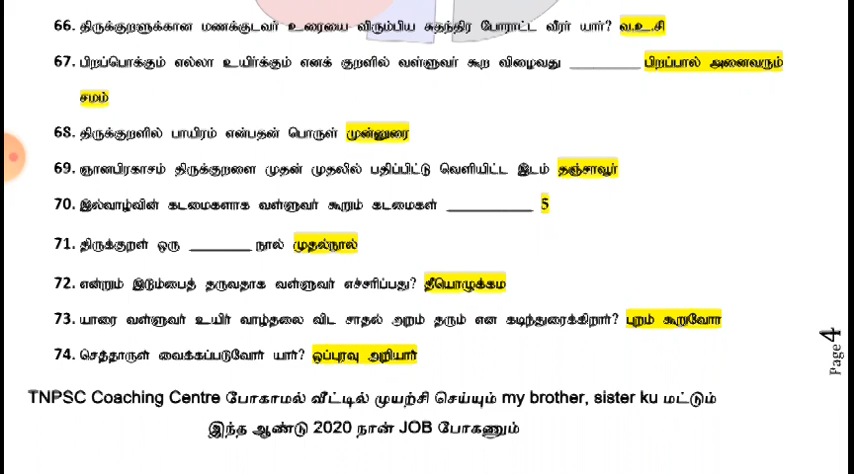 66. திருக்குறளுக்கான மணக்குடவர் உரையை விரும்பிய சுதந்திர போராட்ட வீரர் யார்? வ.உ.சி
67. பிறப்பொக்கும் எல்லா உயிர்க்கும் எனக் குறளில் வள்ளுவர் கூற விழைவது __________ பிறப்பால் அனைவரும்
சமம்
68. திருக்குறளில் பாயிரம் என்பதன் பொருள் முன்னுரை
69. ஞானபிரகாசம் திருக்குறளை முதன் முதலில் பதிப்பிட்டு வெளியிட்ட இடம் தஞ்சாவூர்
70. இல்வாழ்வின் கடமைகளாக வள்ளுவர் கூறும் கடமைகள் ____________ 5
71. திருக்குறள் ஒரு _________ நூல் முதல்நூல்
72. என்றும் இடும்பைத் தருவதாக வள்ளுவர் எச்சரிப்பது? தீயொழுக்கம
73. யாரை வள்ளுவர் உயிர் வாழ்தலை விட சாதல் அறம் தரும் என கடிந்துரைக்கிறார்? புறம் கூறுவோர
74. செத்தாருள் வைக்கப்படுவோர் யார்? ஒப்புரவு அறியார்
Page 4
TNPSC Coaching Centre போகாமல் வீட்டில் முயற்சி செய்யும் my brother, sister ku மட்டும்
இந்த ஆண்டு 2020 நான் JOB போகணும்